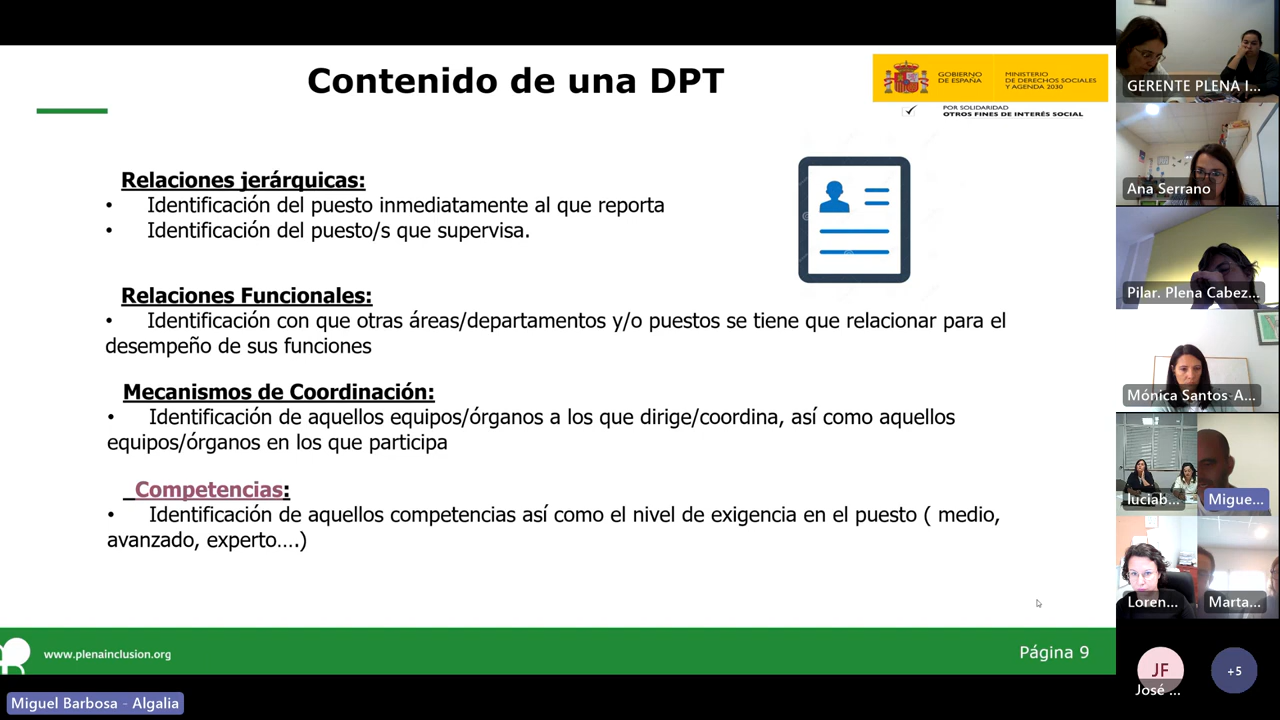 Contenido de una DPT
GOBIERNO
DE ESPAÑA
MINISTERIO
DE DERECHOS SOCIALES
Y AGENDA 2030
POR SOLIDARIDAD
OTROS FINES DE INTERÉS SOCIAL
Relaciones jerárquicas:
• Identificación del puesto inmediatamente al que reporta
• Identificación del puesto/s que supervisa.
Relaciones Funcionales:
• Identificación con que otras áreas/departamentos y/o puestos se tiene que relacionar para el
desempeño de sus funciones
Mecanismos de Coordinación:
• Identificación de aquellos equipos/órganos a los que dirige/coordina, así como aquellos
equipos/órganos en los que participa
_Competencias:
• Identificación de aquellos competencias así como el nivel de exigencia en el puesto ( medio,
avanzado, experto….)
www.plenainclusion.org
Página 9
Miguel Barbosa - Algalia
GERENTE PLENA I...
Ana Serrano
Pilar. Plena Cabez...
Mónica Santos-A...
luciab...
Migue...
Loren...
Marta...
JF
José ...
+5